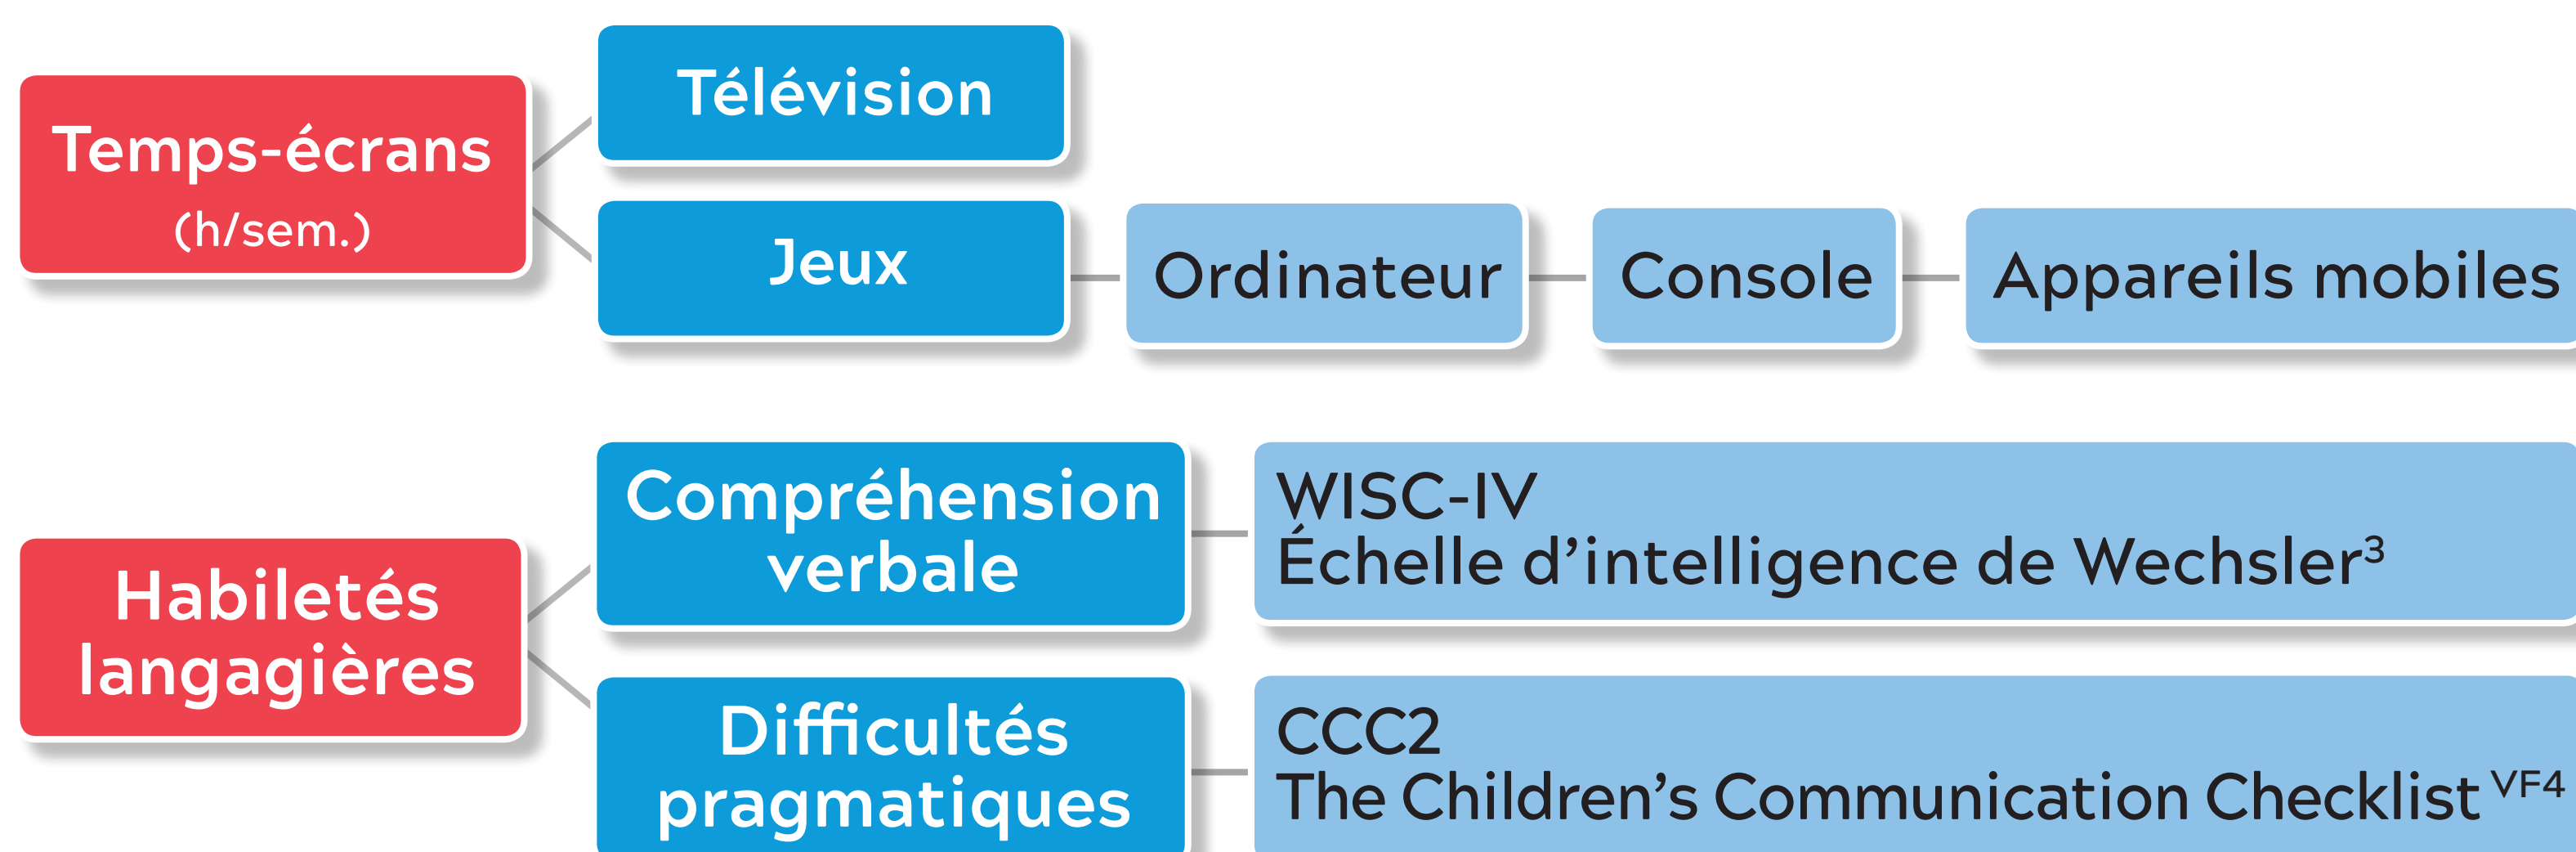 Télévision
Temps-écrans
(h/sem.)
Jeux
Ordinateur
Console
Appareils mobiles
Compréhension
verbale
WISC-IV
Échelle d’intelligence de Wechsler³
Habiletés
langagières
Difficultés
pragmatiques
CCC2
The Children’s Communication Checklist VF4